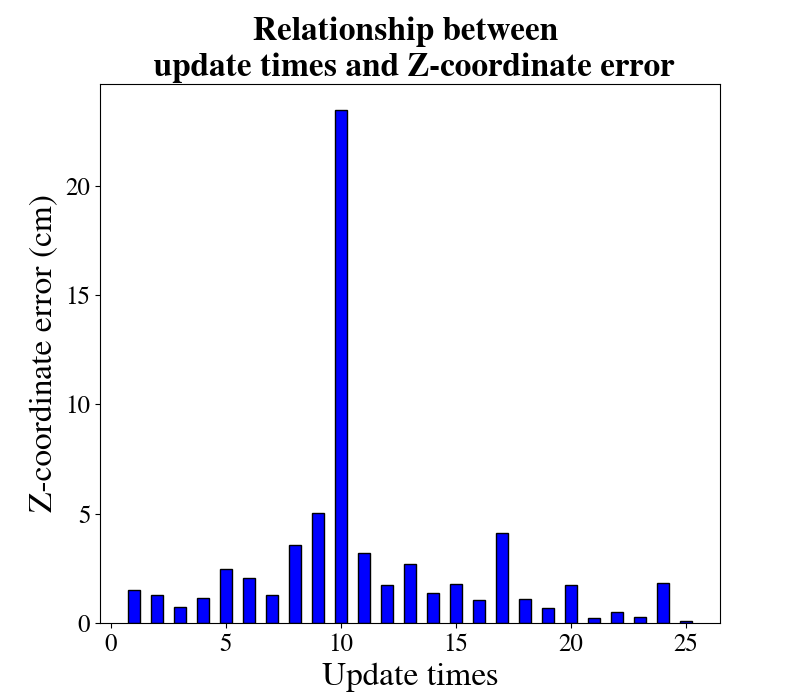 Relationship between
update times and Z-coordinate error
Z-coordinate error (cm)
20
15
10
5
0
0 5 10 15 20 25
Update times